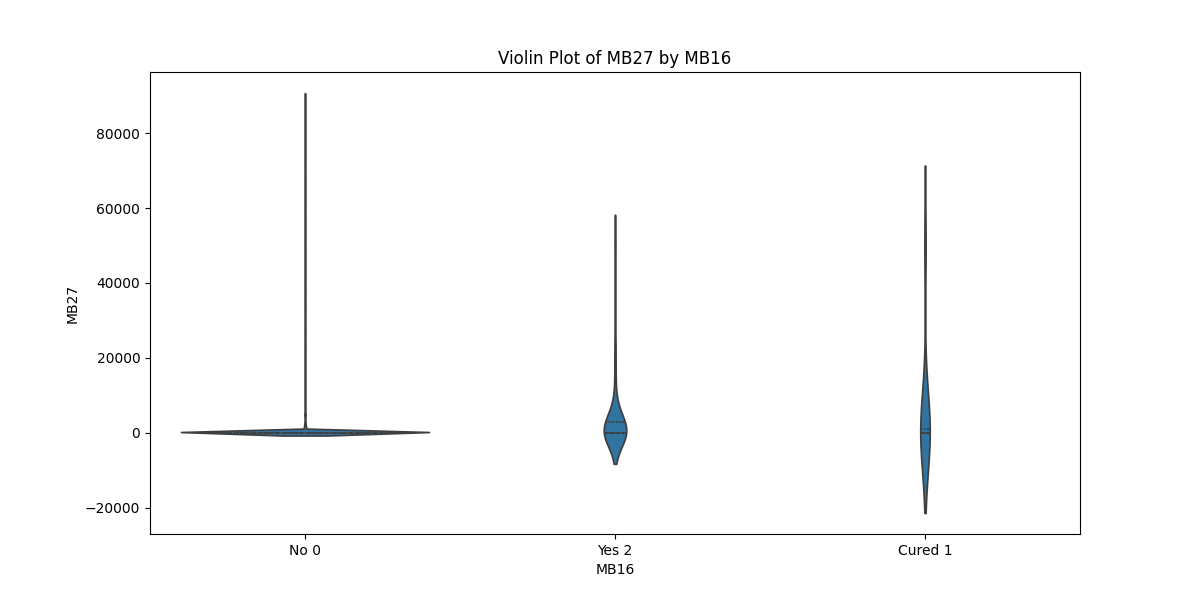 Violin Plot of MB27 by MB16
80000
60000
40000
20000
0
−20000
MB27
No 0
Yes 2
Cured 1
MB16